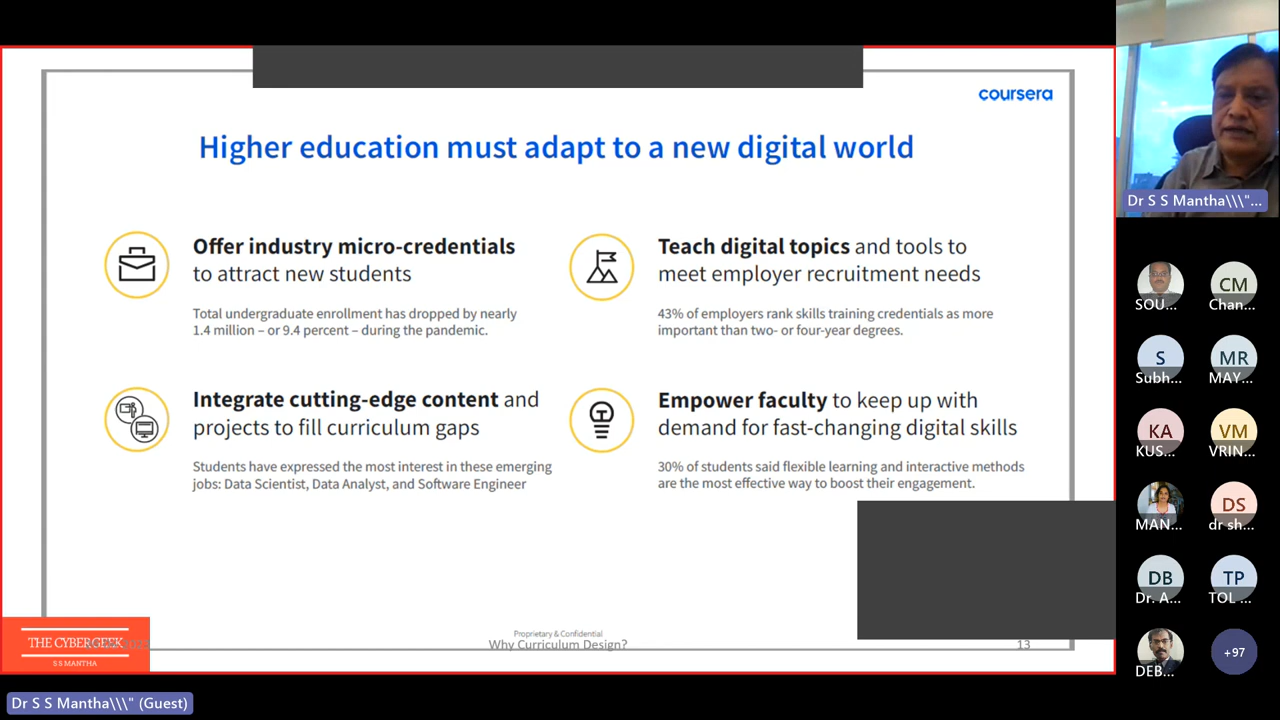 coursera
Higher education must adapt to a new digital world
Offer industry micro-credentials
to attract new students
Total undergraduate enrollment has dropped by nearly
1.4 million – or 9.4 percent – during the pandemic.
Teach digital topics and tools to
meet employer recruitment needs
43% of employers rank skills training credentials as more
important than two- or four-year degrees.
Integrate cutting-edge content and
projects to fill curriculum gaps
Students have expressed the most interest in these emerging
jobs: Data Scientist, Data Analyst, and Software Engineer
Empower faculty to keep up with
demand for fast-changing digital skills
30% of students said flexible learning and interactive methods
are the most effective way to boost their engagement.
THE CYBERGEEK
S S MANTHA
Proprietary & Confidential
Why Curriculum Design?
13
Dr S S Mantha\\\" (Guest)
Dr S S Mantha\\\"...
SOU...
CM
Chan...
S
Subh...
MR
MAY...
KA
KUS...
VM
VRIN...
MAN...
DS
dr sh...
DB
Dr. A...
TP
TOL ...
DEB...
+97